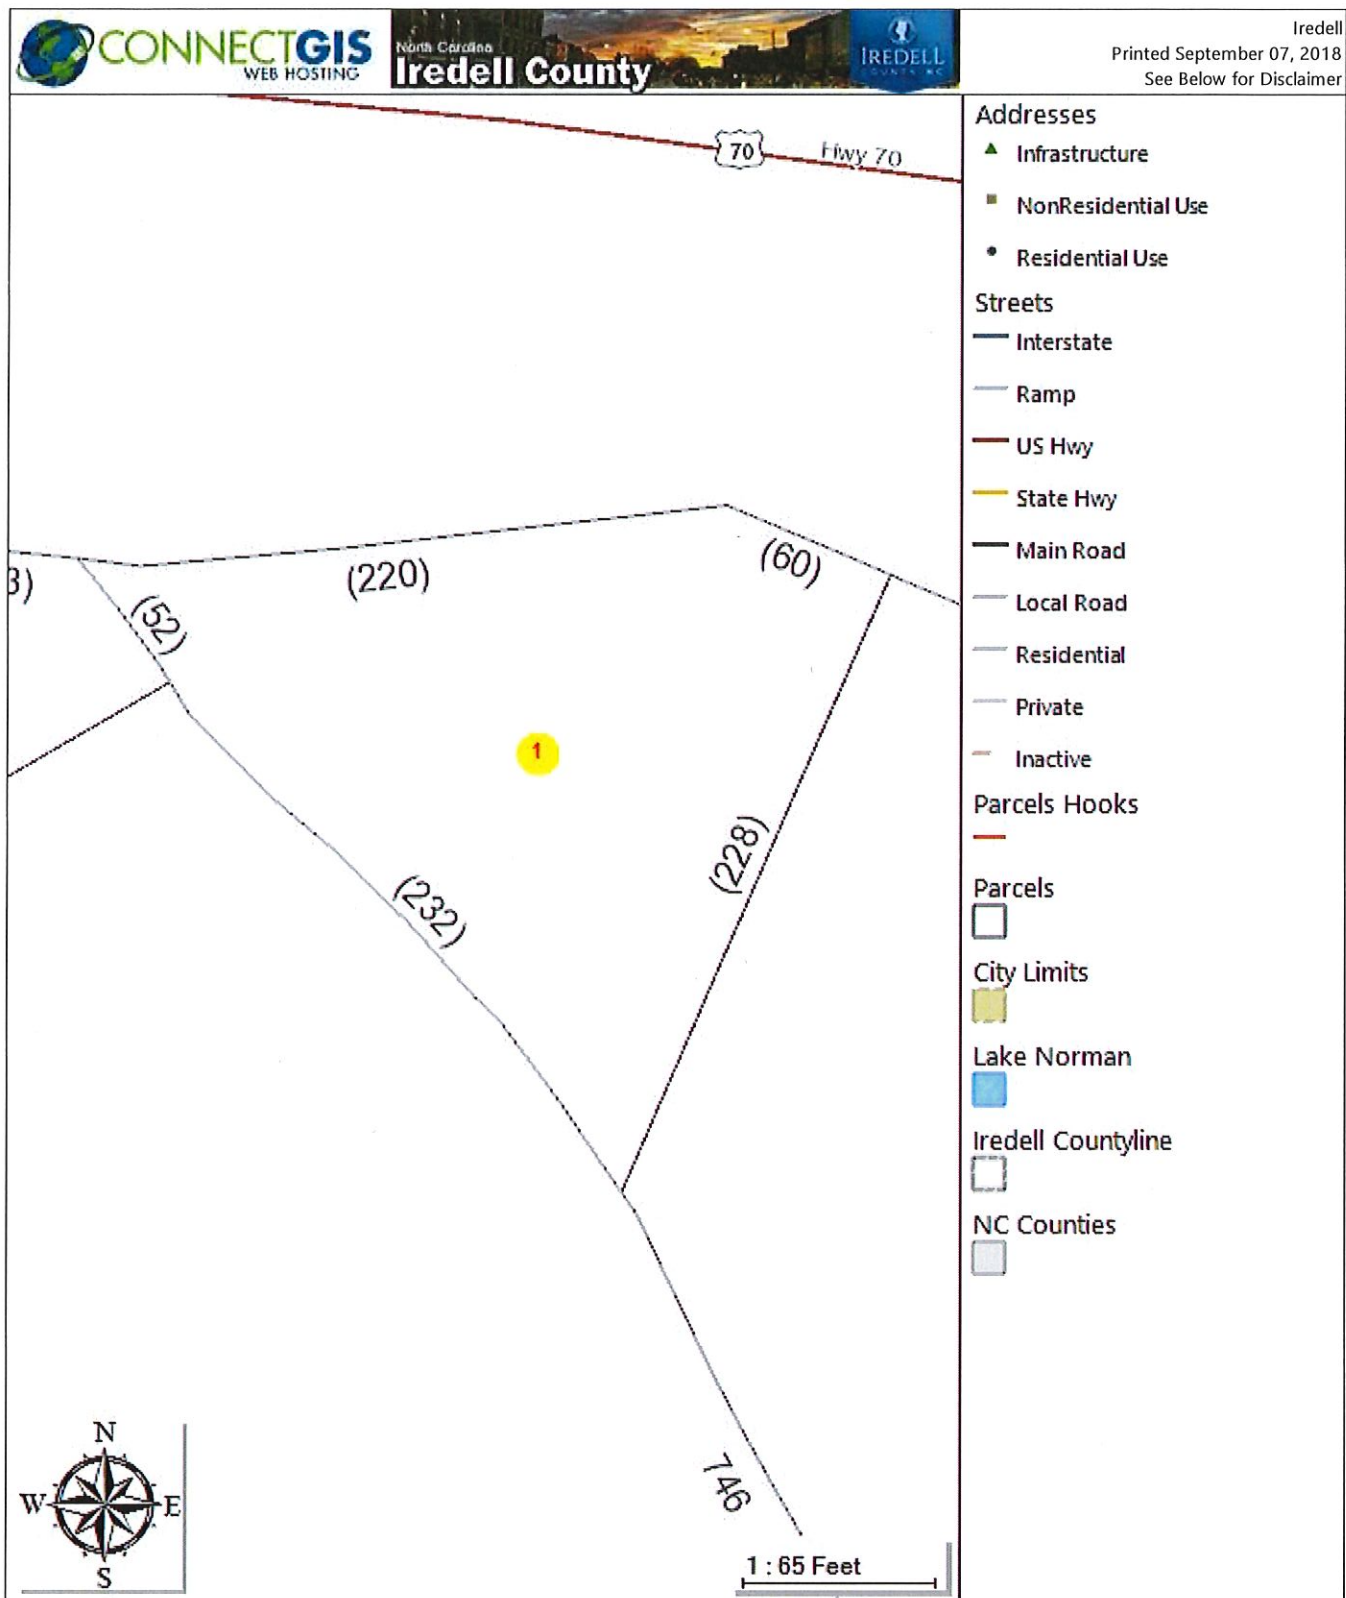 CONNECTGIS
WEB HOSTING
North Carolina
Iredell County
IREDELL
COUNTY NC
Iredell
Printed September 07, 2018
See Below for Disclaimer
70
Hwy 70
3)
(52)
(220)
(60)
1
(228)
(232)
746
N
W
E
S
1 : 65 Feet
Addresses
Infrastructure
NonResidential Use
Residential Use
Streets
Interstate
Ramp
US Hwy
State Hwy
Main Road
Local Road
Residential
Private
Inactive
Parcels Hooks
Parcels
City Limits
Lake Norman
Iredell Countyline
NC Counties